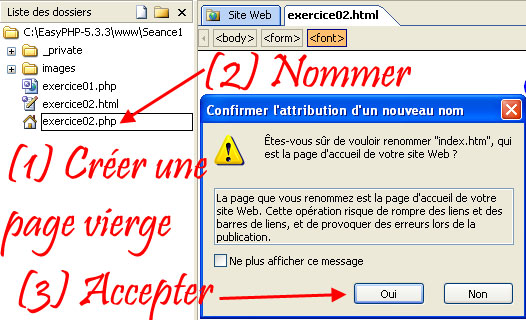 Liste des dossiers
C:\EasyPHP-5.3.3\www\Seance1
_private
images
exercice01.php
exercice02.html
exercice02.php
Site Web
exercice02.html
<body> <form> <font>
(2) Nommer
(1) Créer une
page vierge
(3) Accepter
Confirmer l'attribution d'un nouveau nom
Êtes-vous sûr de vouloir renommer "index.htm", qui
est la page d'accueil de votre site Web ?
La page que vous renommez est la page d'accueil de votre
site Web. Cette opération risque de rompre des liens et des
barres de liens, et de provoquer des erreurs lors de la
publication.
Ne plus afficher ce message
Oui
Non